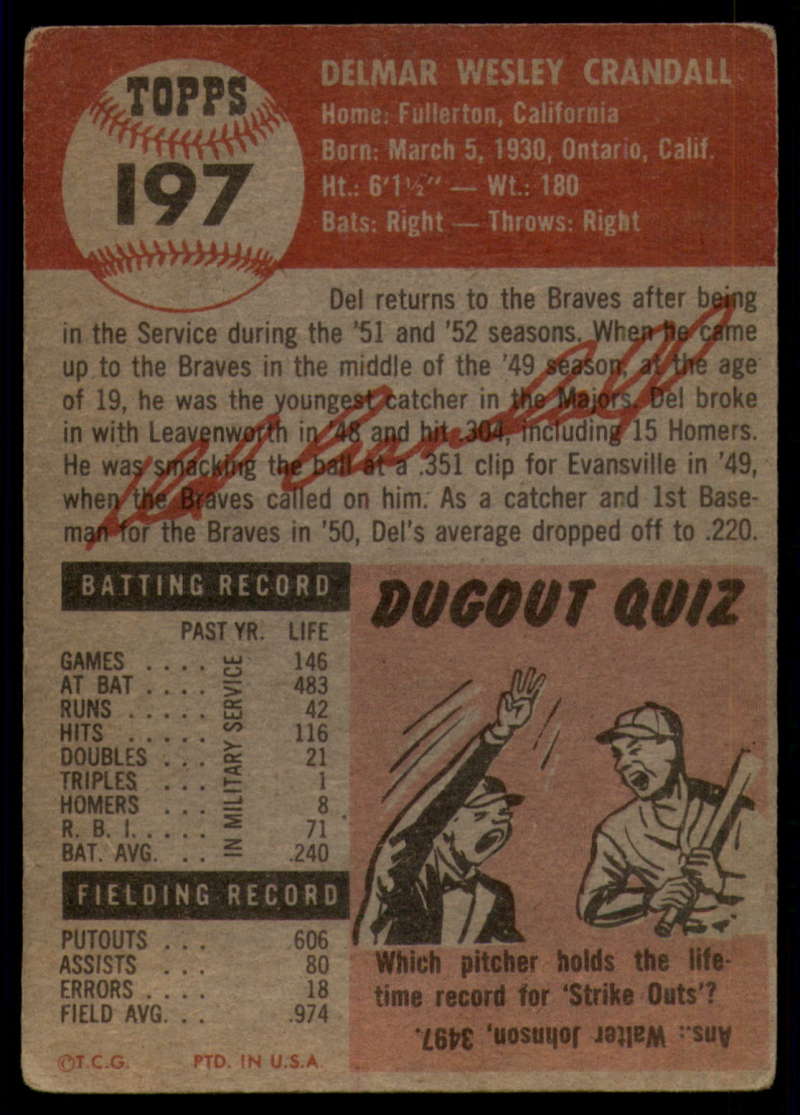 TOPPS
197
DELMAR WESLEY CRANDALL
Home: Fullerton, California
Born: March 5, 1930, Ontario, Calif.
Ht.: 6'1½" — Wt.: 180
Bats: Right — Throws: Right
Del returns to the Braves after being
in the Service during the '51 and '52 seasons. When he came
up to the Braves in the middle of the '49 season, at the age
of 19, he was the youngest catcher in the Majors. Del broke
in with Leavenworth in '48 and hit .304, including 15 Homers.
He was smacking the ball at a .351 clip for Evansville in '49,
when the Braves called on him. As a catcher and 1st Base-
man for the Braves in '50, Del's average dropped off to .220.
Del Crandall
BATTING RECORD
PAST YR. LIFE
GAMES . . . . 146
AT BAT . . . . 483
RUNS . . . . . 42
HITS . . . . . 116
DOUBLES . . . 21
TRIPLES . . . 1
HOMERS . . . 8
R. B. I. . . . . 71
BAT. AVG. . . .240
IN MILITARY SERVICE
FIELDING RECORD
PUTOUTS . . . 606
ASSISTS . . . 80
ERRORS . . . . 18
FIELD AVG. . . .974
©T.C.G. PTD. IN U.S.A.
DUGOUT QUIZ
Which pitcher holds the life-
time record for 'Strike Outs'?
Ans.: Walter Johnson, 3497.